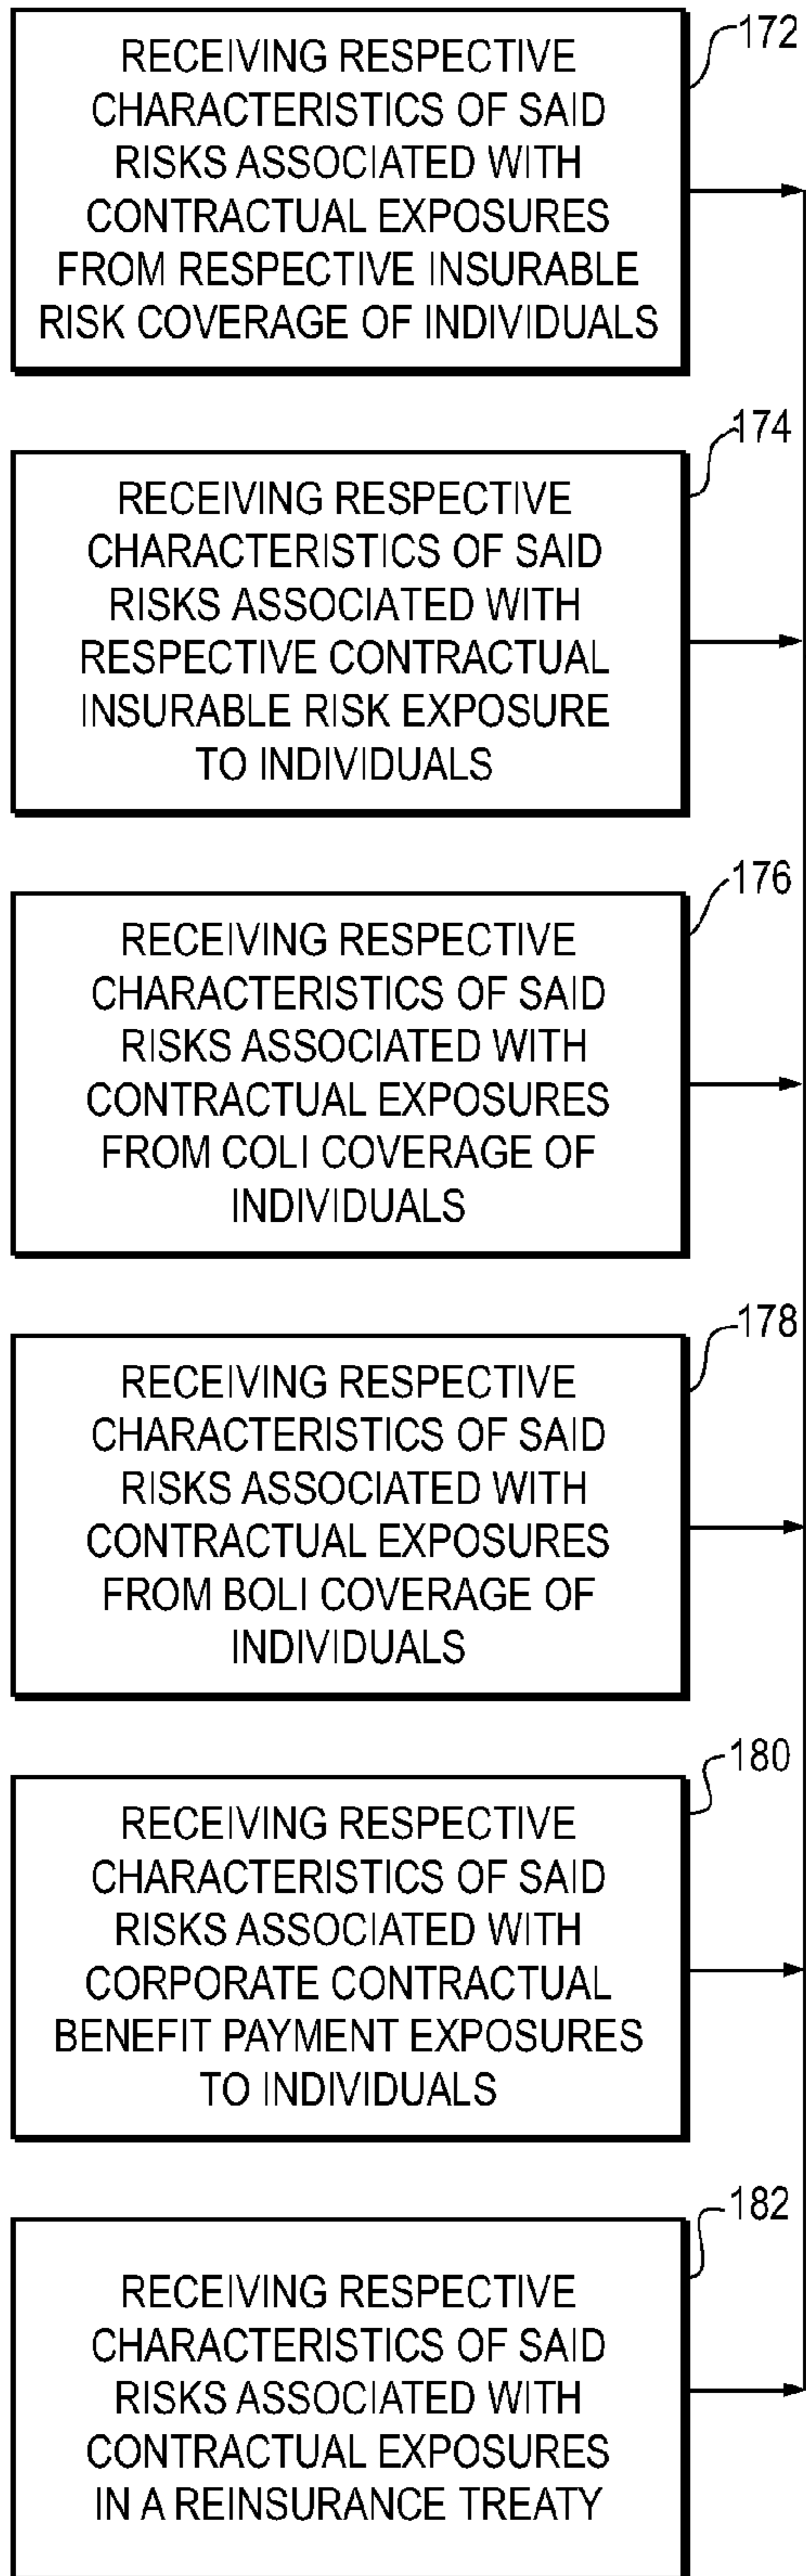 172
RECEIVING RESPECTIVE
CHARACTERISTICS OF SAID
RISKS ASSOCIATED WITH
CONTRACTUAL EXPOSURES
FROM RESPECTIVE INSURABLE
RISK COVERAGE OF INDIVIDUALS
174
RECEIVING RESPECTIVE
CHARACTERISTICS OF SAID
RISKS ASSOCIATED WITH
RESPECTIVE CONTRACTUAL
INSURABLE RISK EXPOSURE
TO INDIVIDUALS
176
RECEIVING RESPECTIVE
CHARACTERISTICS OF SAID
RISKS ASSOCIATED WITH
CONTRACTUAL EXPOSURES
FROM COLI COVERAGE OF
INDIVIDUALS
178
RECEIVING RESPECTIVE
CHARACTERISTICS OF SAID
RISKS ASSOCIATED WITH
CONTRACTUAL EXPOSURES
FROM BOLI COVERAGE OF
INDIVIDUALS
180
RECEIVING RESPECTIVE
CHARACTERISTICS OF SAID
RISKS ASSOCIATED WITH
CORPORATE CONTRACTUAL
BENEFIT PAYMENT EXPOSURES
TO INDIVIDUALS
182
RECEIVING RESPECTIVE
CHARACTERISTICS OF SAID
RISKS ASSOCIATED WITH
CONTRACTUAL EXPOSURES
IN A REINSURANCE TREATY